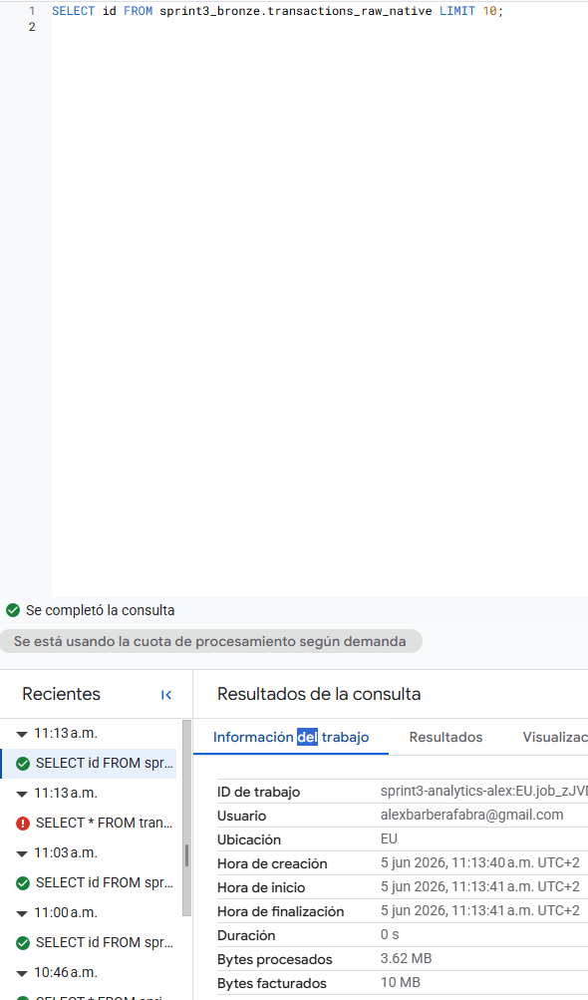 1 SELECT id FROM sprint3_bronze.transactions_raw_native LIMIT 10;
2
Se completó la consulta
Se está usando la cuota de procesamiento según demanda
Recientes
11:13 a.m.
SELECT id FROM spr...
11:13 a.m.
SELECT * FROM tran...
11:03 a.m.
SELECT id FROM spr...
11:00 a.m.
SELECT id FROM spr...
10:46 a.m.
Resultados de la consulta
Información del trabajo Resultados Visualizac
ID de trabajo sprint3-analytics-alex:EU.job_zJV
Usuario alexbarberafabra@gmail.com
Ubicación EU
Hora de creación 5 jun 2026, 11:13:40 a.m. UTC+2
Hora de inicio 5 jun 2026, 11:13:41 a.m. UTC+2
Hora de finalización 5 jun 2026, 11:13:41 a.m. UTC+2
Duración 0 s
Bytes procesados 3.62 MB
Bytes facturados 10 MB